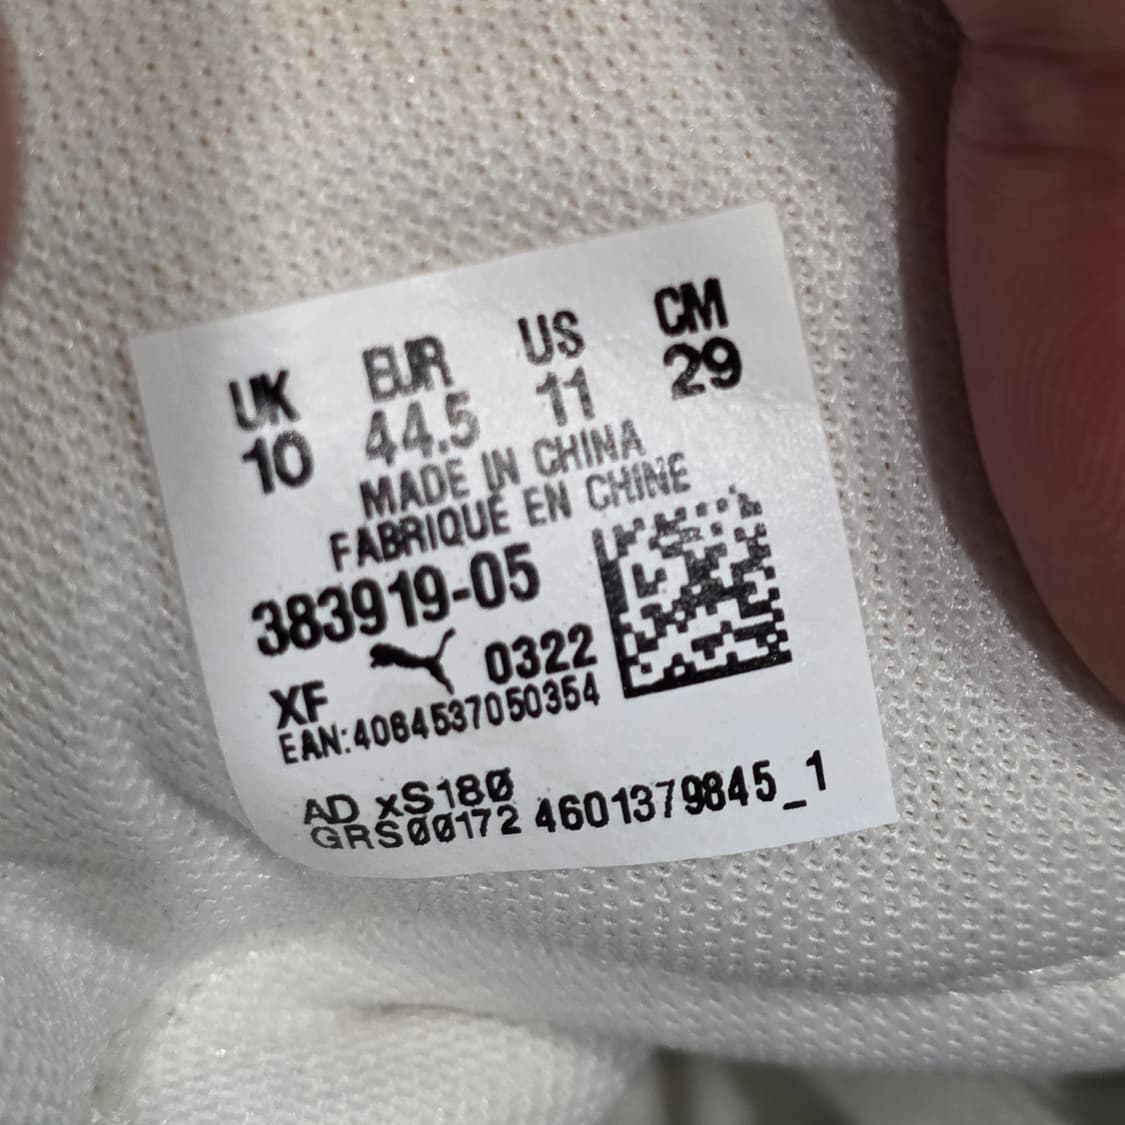 UK EUR US CM
10 44.5 11 29
MADE IN CHINA
FABRIQUÉ EN CHINE
383919-05
XF 0322
EAN:4064537050354
AD xS180
GRS00172 4601379845_1